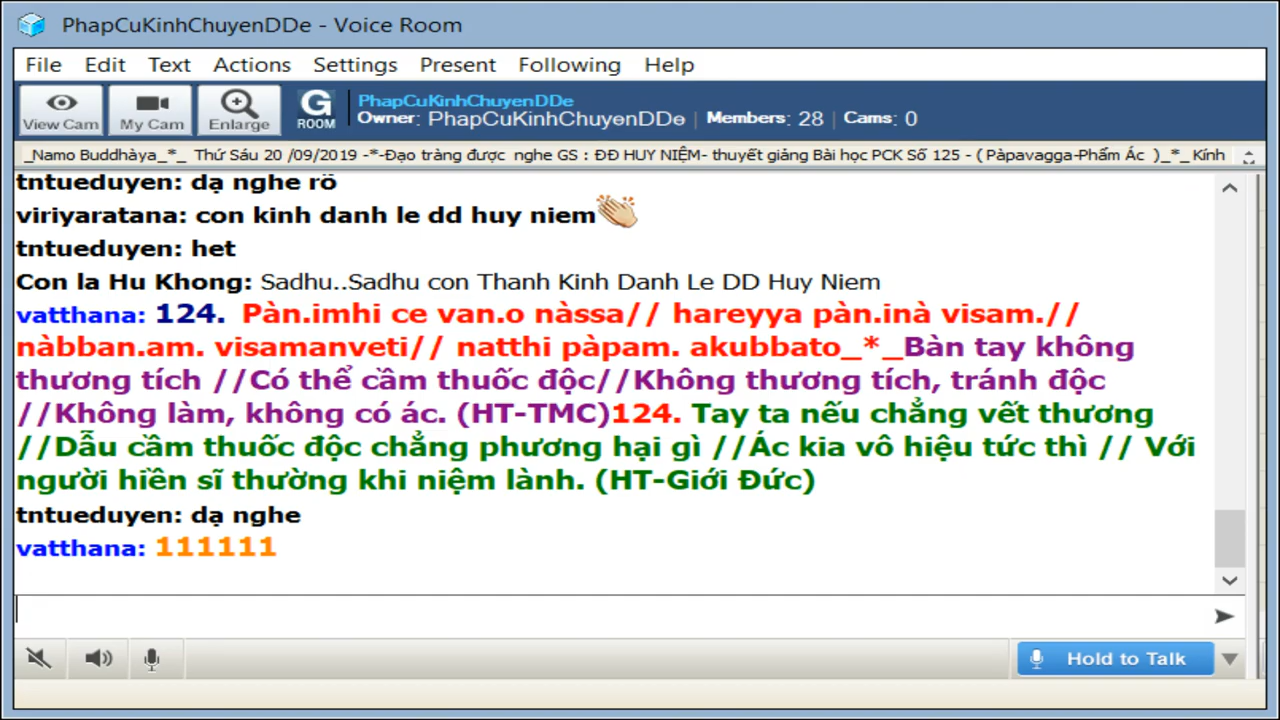 PhapCuKinhChuyenDDe - Voice Room
File Edit Text Actions Settings Present Following Help
View Cam My Cam Enlarge G ROOM
PhapCuKinhChuyenDDe
Owner: PhapCuKinhChuyenDDe | Members: 28 | Cams: 0
_Namo Buddhàya_*_ Thứ Sáu 20 /09/2019 -*-Đạo tràng được nghe GS : ĐĐ HUY NIỆM- thuyết giảng Bài học PCK Số 125 - ( Pàpavagga-Phẩm Ác )_*_ Kính
tntueduyen: dạ nghe rõ
viriyaratana: con kinh danh le dd huy niem
tntueduyen: het
Con la Hu Khong: Sadhu..Sadhu con Thanh Kinh Danh Le DD Huy Niem
vatthana: 124. Pàn.imhi ce van.o nàssa// hareyya pàn.inà visam.//
nàbban.am. visamanveti// natthi pàpam. akubbato_*_Bàn tay không
thương tích //Có thể cầm thuốc độc//Không thương tích, tránh độc
//Không làm, không có ác. (HT-TMC)124. Tay ta nếu chẳng vết thương
//Dẫu cầm thuốc độc chẳng phương hại gì //Ác kia vô hiệu tức thì // Với
người hiền sĩ thường khi niệm lành. (HT-Giới Đức)
tntueduyen: dạ nghe
vatthana: 111111
Hold to Talk